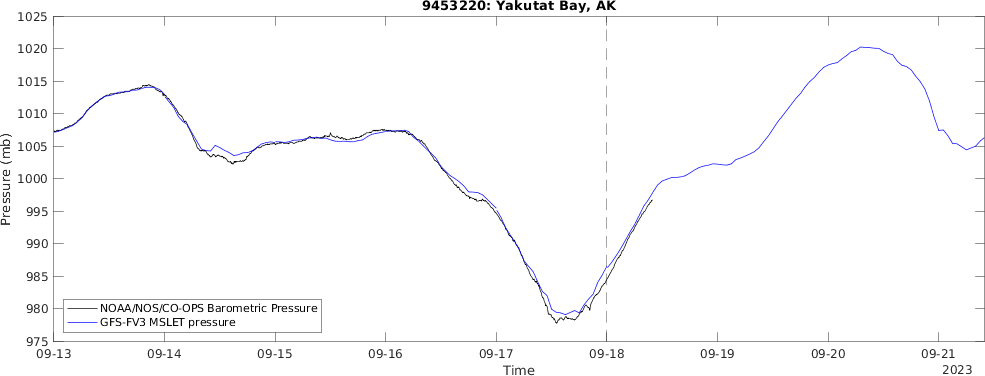 9453220: Yakutat Bay, AK
Pressure (mb)
1025
1020
1015
1010
1005
1000
995
990
985
980
975
NOAA/NOS/CO-OPS Barometric Pressure
GFS-FV3 MSLET pressure
09-13 09-14 09-15 09-16 09-17 09-18 09-19 09-20 09-21
Time
2023